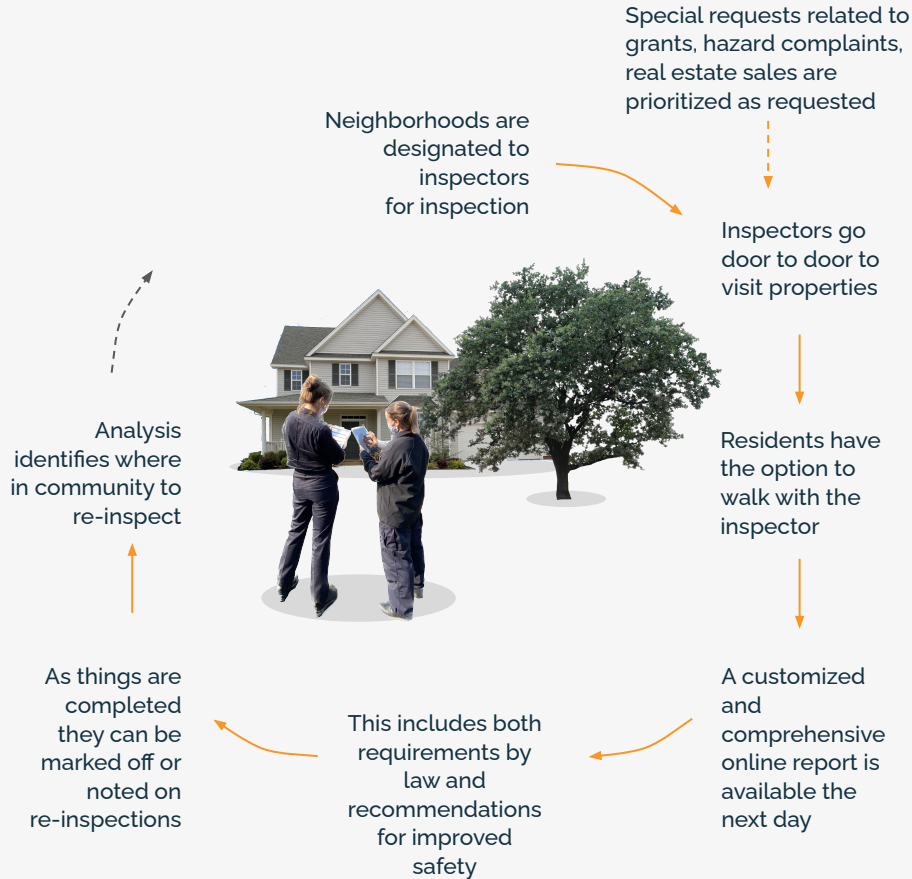 Special requests related to
grants, hazard complaints,
real estate sales are
prioritized as requested
Neighborhoods are
designated to
inspectors
for inspection
Inspectors go
door to door to
visit properties
Residents have
the option to
walk with the
inspector
A customized
and
comprehensive
online report is
available the
next day
This includes both
requirements by
law and
recommendations
for improved
safety
As things are
completed
they can be
marked off or
noted on
re-inspections
Analysis
identifies where
in community to
re-inspect